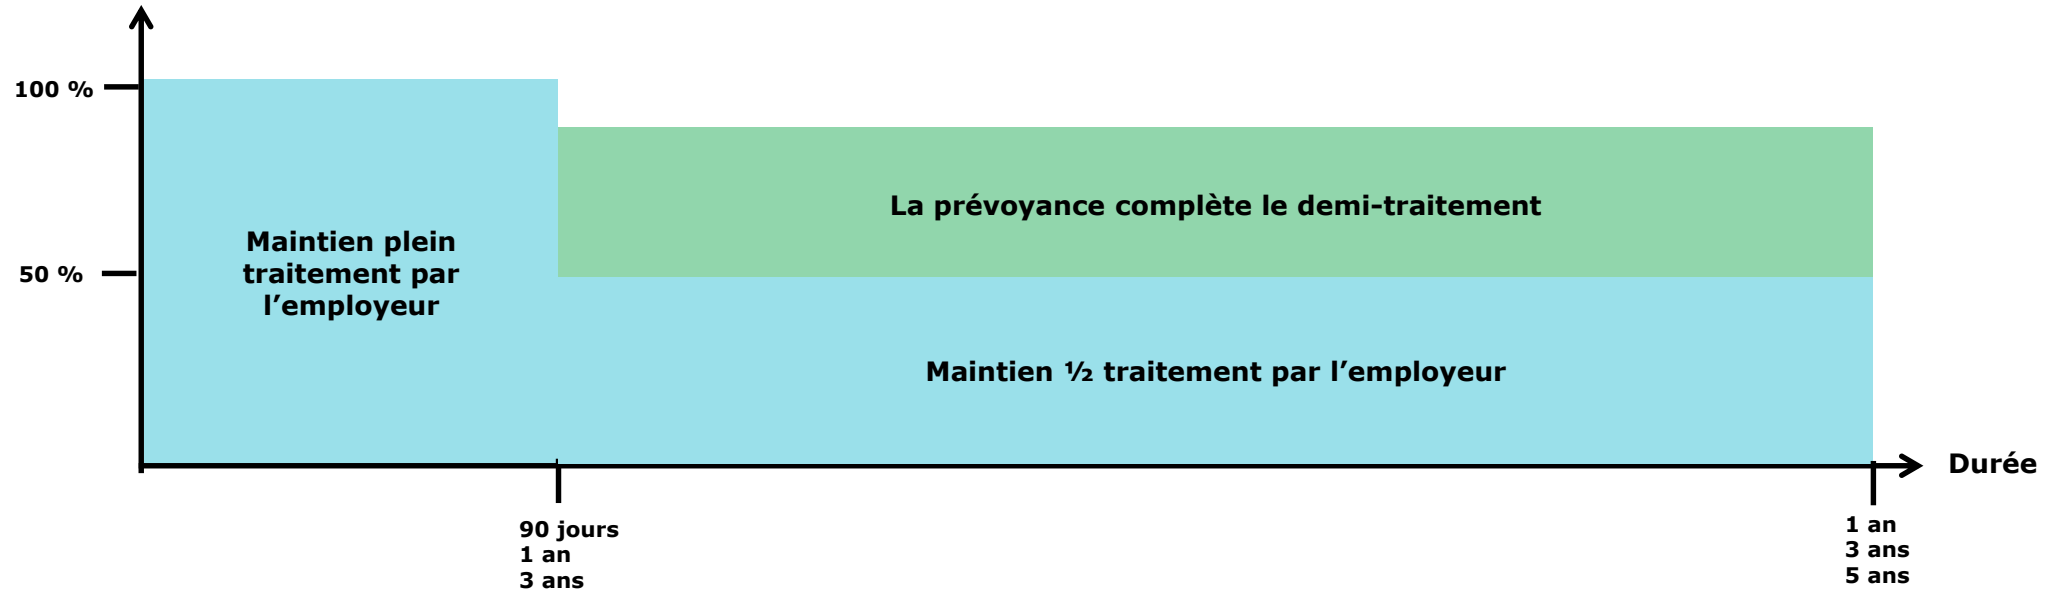 100 %
La prévoyance complète le demi-traitement
Maintien plein
traitement par
l’employeur
50 %
Maintien ½ traitement par l’employeur
Durée
90 jours
1 an
3 ans
1 an
3 ans
5 ans